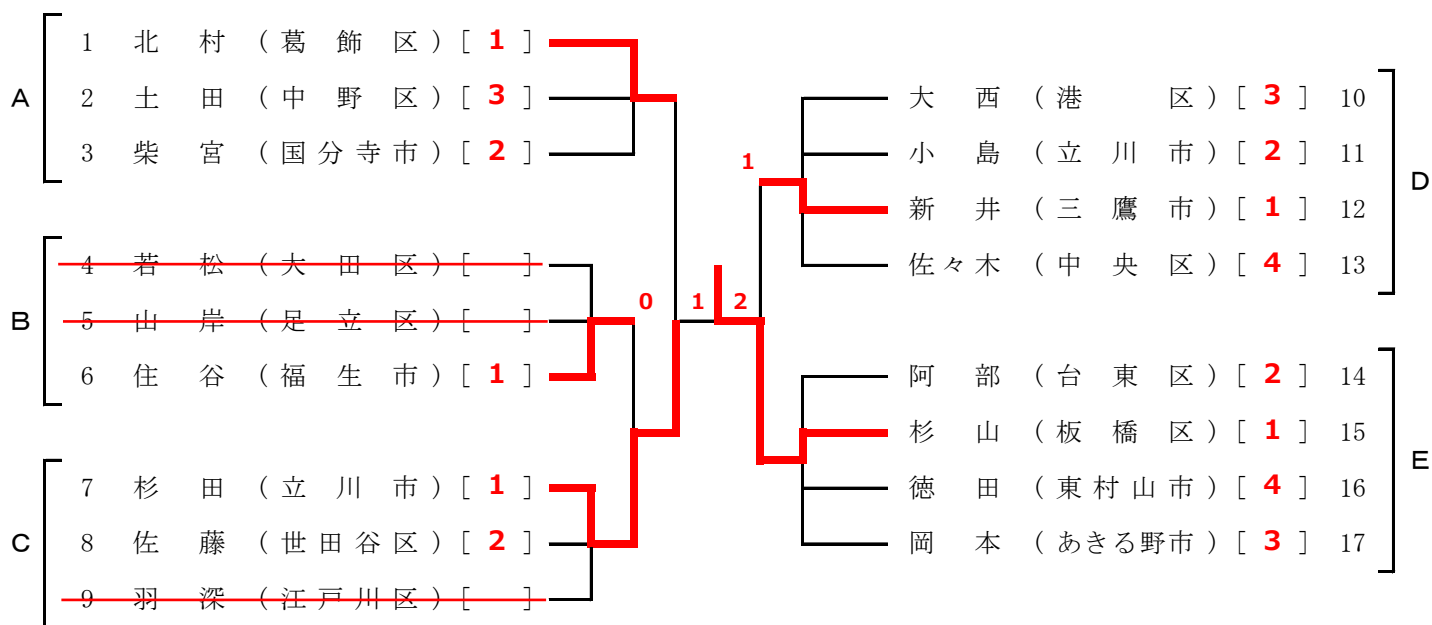 A
1 北村 (葛飾区) [ 1 ]
2 土田 (中野区) [ 3 ]
3 柴宮 (国分寺市) [ 2 ]
B
4 若松 (大田区) [ ]
5 山岸 (足立区) [ ]
6 住谷 (福生市) [ 1 ]
C
7 杉田 (立川市) [ 1 ]
8 佐藤 (世田谷区) [ 2 ]
9 羽深 (江戸川区) [ ]
0
1
2
1
大西 (港区) [ 3 ] 10
小島 (立川市) [ 2 ] 11
新井 (三鷹市) [ 1 ] 12
佐々木 (中央区) [ 4 ] 13
D
阿部 (台東区) [ 2 ] 14
杉山 (板橋区) [ 1 ] 15
徳田 (東村山市) [ 4 ] 16
岡本 (あきる野市) [ 3 ] 17
E